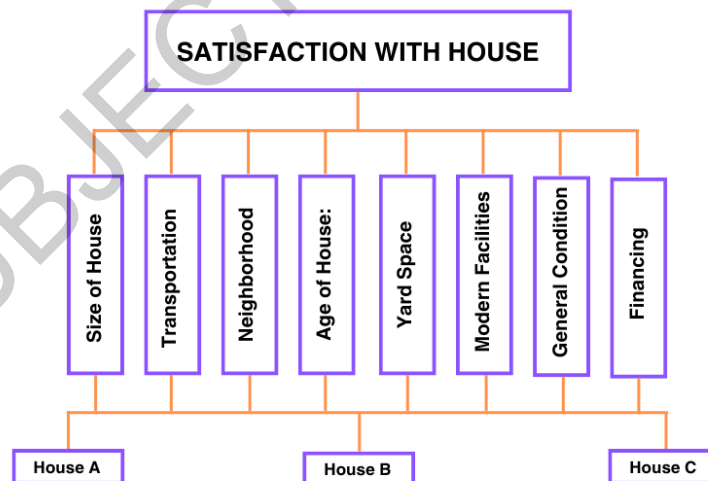 SATISFACTION WITH HOUSE
Size of House
Transportation
Neighborhood
Age of House:
Yard Space
Modern Facilities
General Condition
Financing
House A
House B
House C